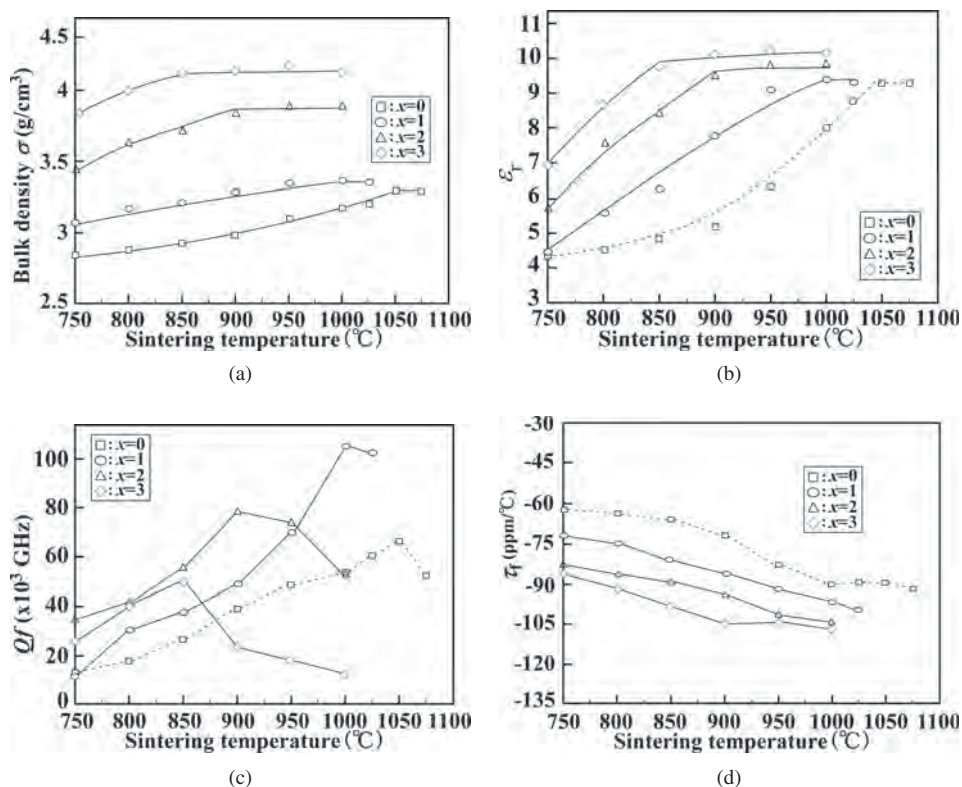 4.5
4
3.5
3
2.5
Bulk density σ (g/cm³)
□: x=0
○: x=1
△: x=2
◇: x=3
750 800 850 900 950 1000 1050 1100
Sintering temperature (℃)
(a)
11
10
9
8
7
6
5
4
3
εr
□: x=0
○: x=1
△: x=2
◇: x=3
750 800 850 900 950 1000 1050 1100
Sintering temperature (℃)
(b)
100
80
60
40
20
0
Qf (x10³ GHz)
□: x=0
○: x=1
△: x=2
◇: x=3
750 800 850 900 950 1000 1050 1100
Sintering temperature (℃)
(c)
-30
-45
-60
-75
-90
-105
-120
-135
τf (ppm/℃)
□: x=0
○: x=1
△: x=2
◇: x=3
750 800 850 900 950 1000 1050 1100
Sintering temperature (℃)
(d)